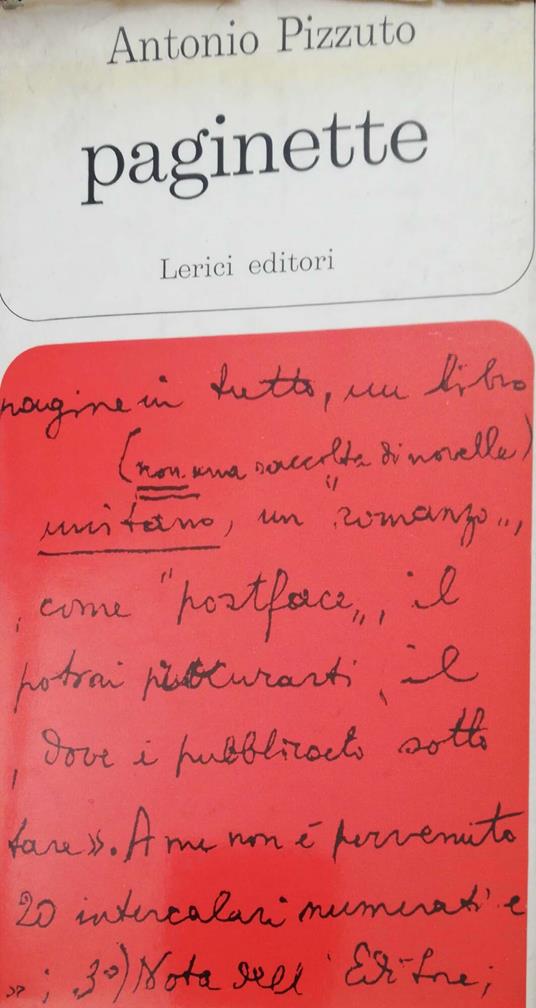 Antonio Pizzuto
paginette
Lerici editori
pagine in tutto, un libro
(non una raccolta di novelle)
unitario, un "romanzo",
, come "postface", il
potrai procurarti, il
, dove è pubblicato sotto
tare». A me non è pervenuto
20 intercalari numerati e
»; 3°) Nota dell'Editore;